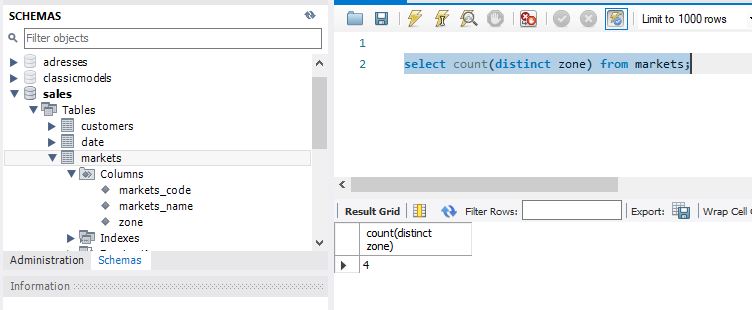 SCHEMAS
Filter objects
adresses
classicmodels
sales
Tables
customers
date
markets
Columns
markets_code
markets_name
zone
Indexes
Administration Schemas
Information
Limit to 1000 rows
1
2 select count(distinct zone) from markets;
Result Grid Filter Rows: Export: Wrap Cell
count(distinct
zone)
4